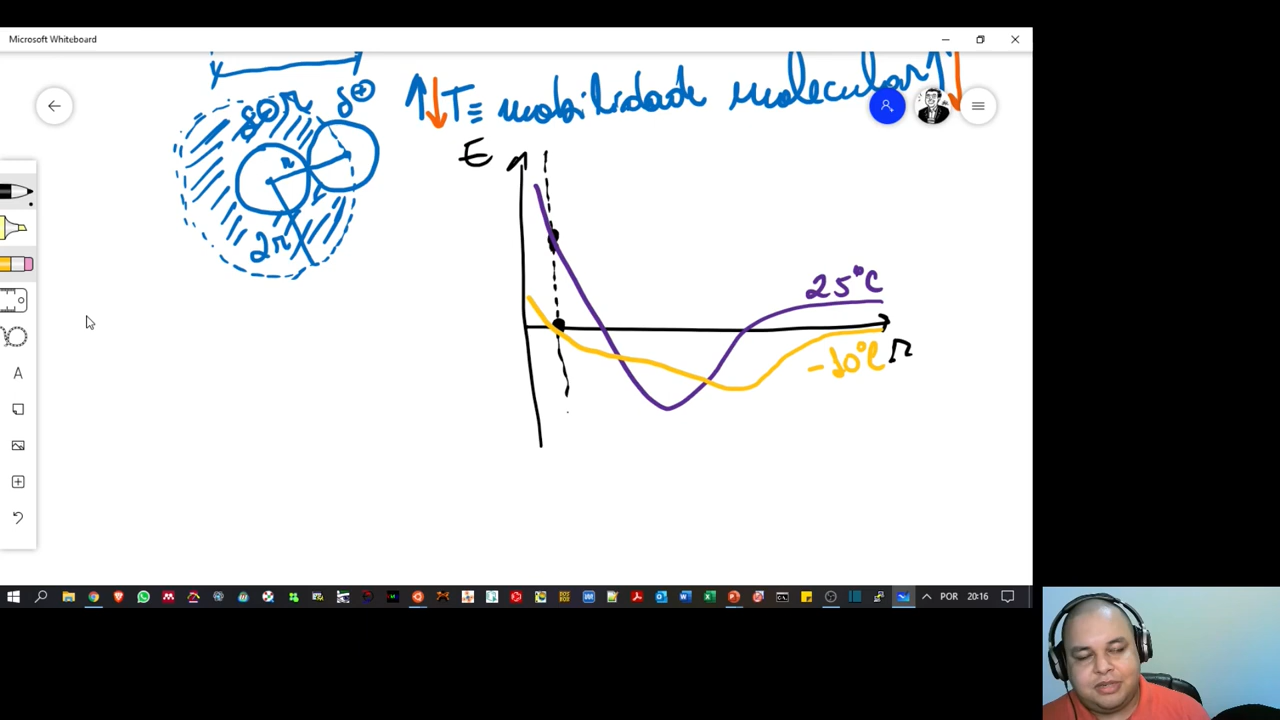 Microsoft Whiteboard
↑↓T≡ mobilidade molecular↑↓
δ⊕
E
r
2r
25°C
-10°C r
A
POR 20:16